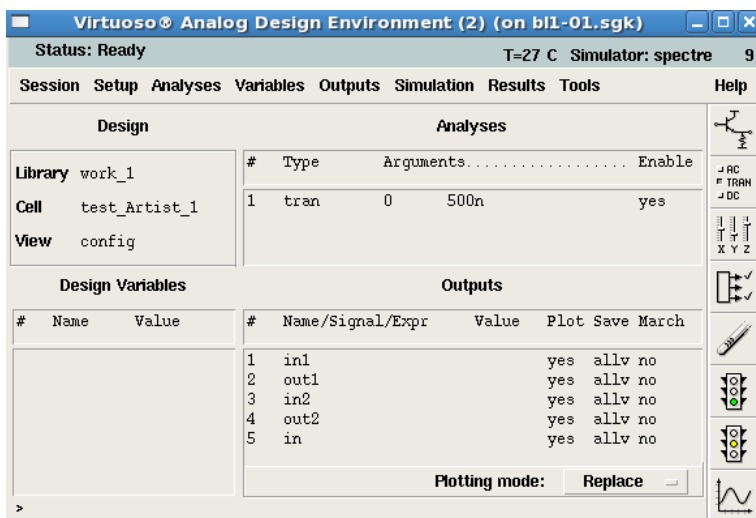 Virtuoso® Analog Design Environment (2) (on bl1-01.sgk)
Status: Ready T=27 C Simulator: spectre 9
Session Setup Analyses Variables Outputs Simulation Results Tools Help
Design
Library work_1
Cell test_Artist_1
View config
Analyses
# Type Arguments.................. Enable
1 tran 0 500n yes
Design Variables
# Name Value
Outputs
# Name/Signal/Expr Value Plot Save March
1 in1 yes allv no
2 out1 yes allv no
3 in2 yes allv no
4 out2 yes allv no
5 in yes allv no
Plotting mode: Replace
>
AC
TRAN
DC
X Y Z